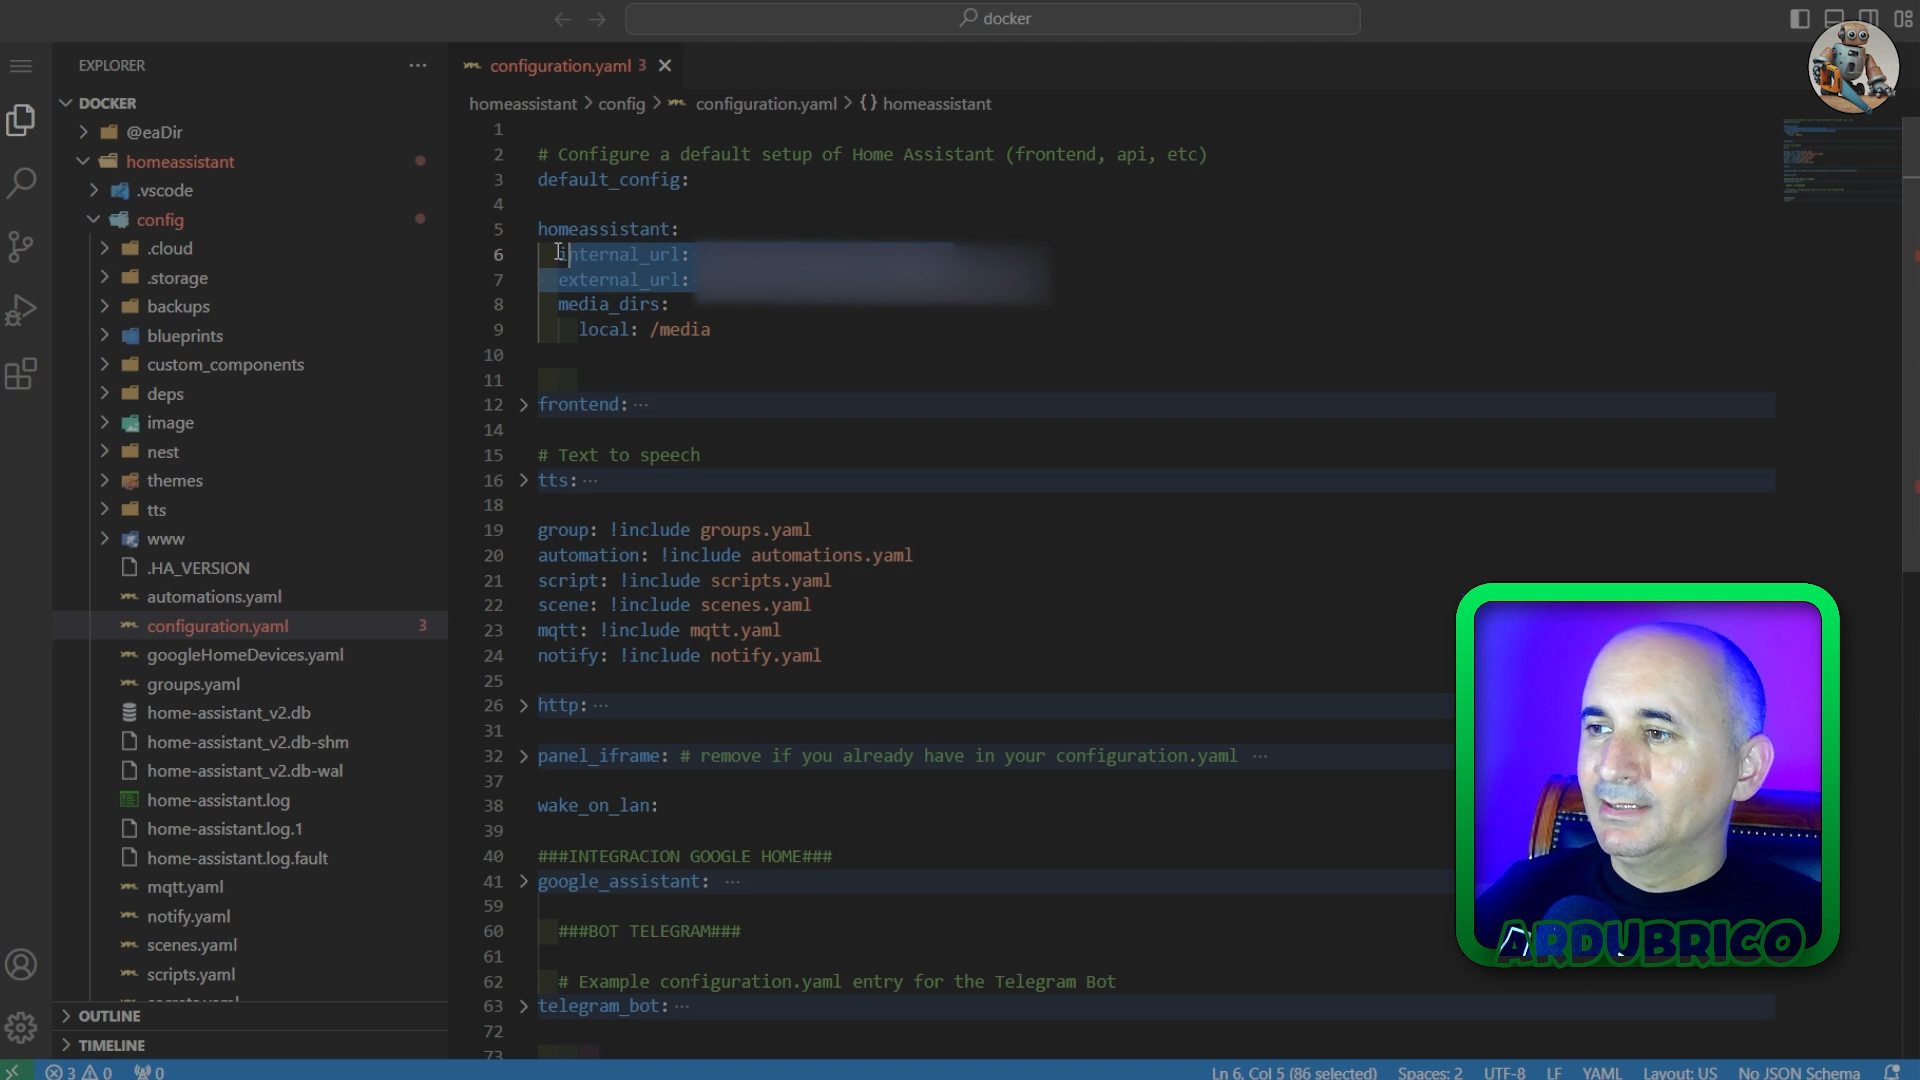 docker
EXPLORER
DOCKER
@eaDir
homeassistant
.vscode
config
.cloud
.storage
backups
blueprints
custom_components
deps
image
nest
themes
tts
www
.HA_VERSION
automations.yaml
configuration.yaml 3
googleHomeDevices.yaml
groups.yaml
home-assistant_v2.db
home-assistant_v2.db-shm
home-assistant_v2.db-wal
home-assistant.log
home-assistant.log.1
home-assistant.log.fault
mqtt.yaml
notify.yaml
scenes.yaml
scripts.yaml
OUTLINE
TIMELINE
configuration.yaml 3
homeassistant > config > configuration.yaml > {} homeassistant
1
2 # Configure a default setup of Home Assistant (frontend, api, etc)
3 default_config:
4
5 homeassistant:
6 internal_url:
7 external_url:
8 media_dirs:
9 local: /media
10
11
12 frontend: ...
14
15 # Text to speech
16 tts: ...
18
19 group: !include groups.yaml
20 automation: !include automations.yaml
21 script: !include scripts.yaml
22 scene: !include scenes.yaml
23 mqtt: !include mqtt.yaml
24 notify: !include notify.yaml
25
26 http: ...
31
32 panel_iframe: # remove if you already have in your configuration.yaml ...
37
38 wake_on_lan:
39
40 ###INTEGRACION GOOGLE HOME###
41 google_assistant: ...
59
60 ###BOT TELEGRAM###
61
62 # Example configuration.yaml entry for the Telegram Bot
63 telegram_bot: ...
72
73
ARDUBRICO
3 0 0
Ln 6, Col 5 (86 selected) Spaces: 2 UTF-8 LF YAML Layout: US No JSON Schema